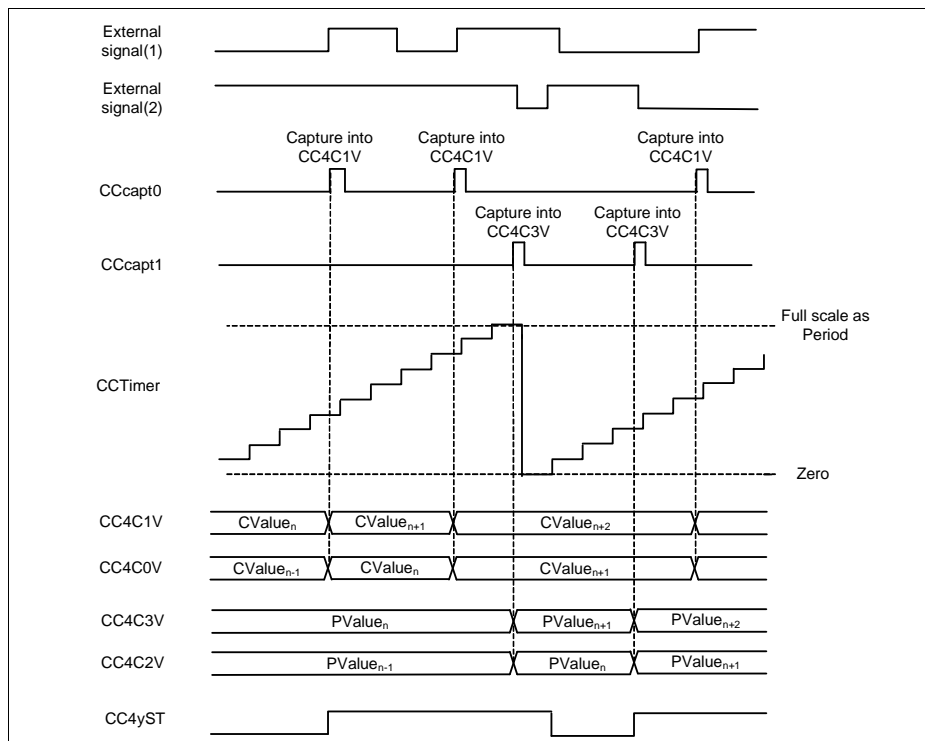 External
signal(1)
External
signal(2)
Capture into
CC4C1V
Capture into
CC4C1V
Capture into
CC4C1V
CCcapt0
Capture into
CC4C3V
Capture into
CC4C3V
CCcapt1
Full scale as
Period
CCTimer
Zero
CC4C1V
CValueₙ
CValueₙ₊₁
CValueₙ₊₂
CC4C0V
CValueₙ₋₁
CValueₙ
CValueₙ₊₁
CC4C3V
PValueₙ
PValueₙ₊₁
PValueₙ₊₂
CC4C2V
PValueₙ₋₁
PValueₙ
PValueₙ₊₁
CC4yST